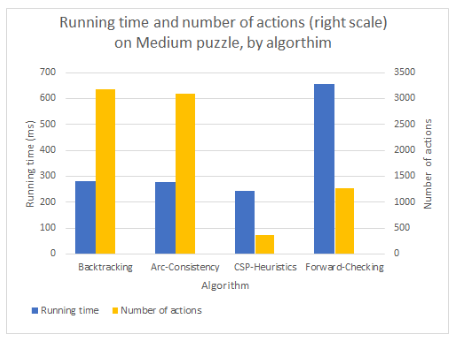 Running time and number of actions (right scale)
on Medium puzzle, by algorthim
700 3500
600 3000
500 2500
400 2000
300 1500
200 1000
100 500
0 0
Running time (ms)
Number of actions
Backtracking Arc-Consistency CSP-Heuristics Forward-Checking
Algorithm
Running time Number of actions